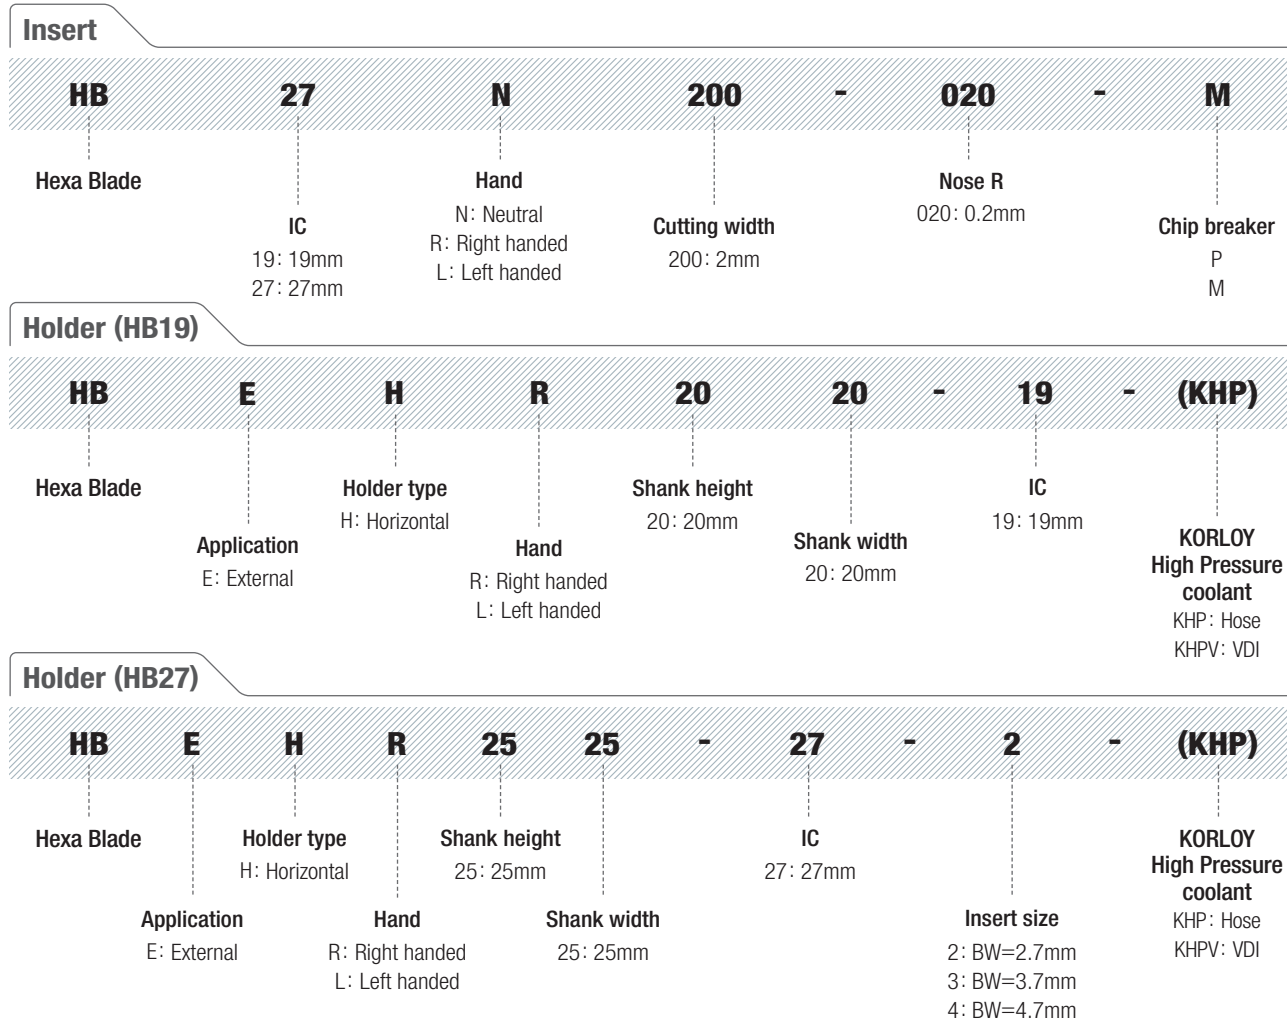 Insert
HB 27 N 200 - 020 - M
Hexa Blade
IC
19: 19mm
27: 27mm
Hand
N: Neutral
R: Right handed
L: Left handed
Cutting width
200: 2mm
Nose R
020: 0.2mm
Chip breaker
P
M
Holder (HB19)
HB E H R 20 20 - 19 - (KHP)
Hexa Blade
Application
E: External
Holder type
H: Horizontal
Hand
R: Right handed
L: Left handed
Shank height
20: 20mm
Shank width
20: 20mm
IC
19: 19mm
KORLOY
High Pressure
coolant
KHP: Hose
KHPV: VDI
Holder (HB27)
HB E H R 25 25 - 27 - 2 - (KHP)
Hexa Blade
Application
E: External
Holder type
H: Horizontal
Hand
R: Right handed
L: Left handed
Shank height
25: 25mm
Shank width
25: 25mm
IC
27: 27mm
Insert size
2: BW=2.7mm
3: BW=3.7mm
4: BW=4.7mm
KORLOY
High Pressure
coolant
KHP: Hose
KHPV: VDI